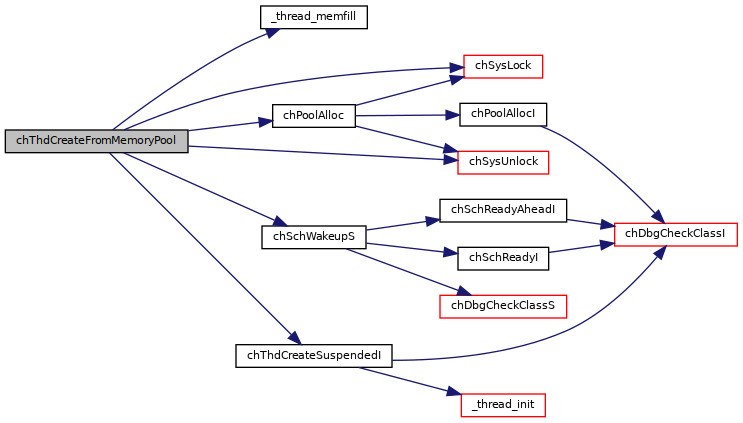 _thread_memfill
chSysLock
chPoolAlloc
chPoolAllocI
chThdCreateFromMemoryPool
chSysUnlock
chSchReadyAheadI
chSchWakeupS
chDbgCheckClassI
chSchReadyI
chDbgCheckClassS
chThdCreateSuspendedI
_thread_init